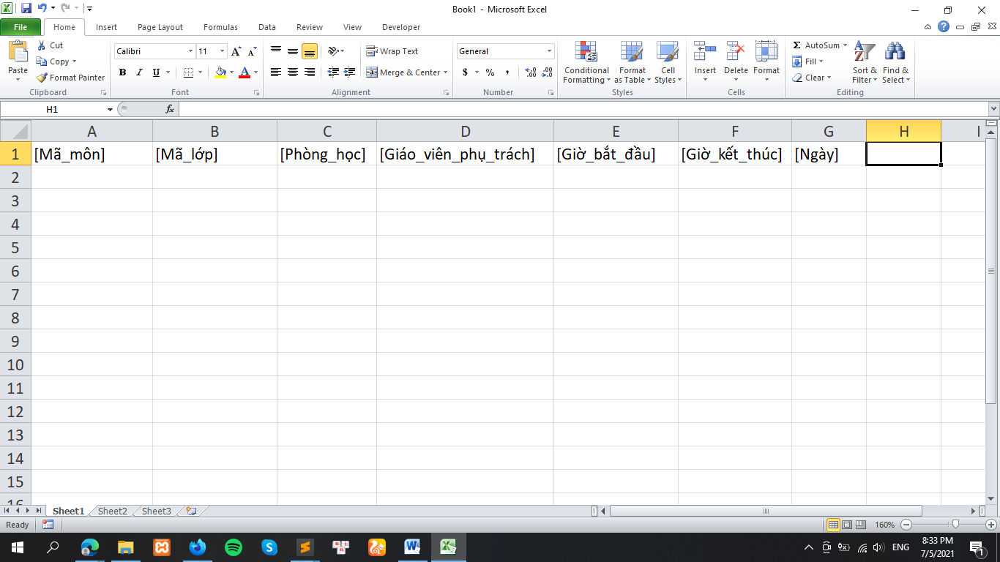 Book1 - Microsoft Excel
File Home Insert Page Layout Formulas Data Review View Developer
Paste
Cut
Copy
Format Painter
Clipboard
Calibri 11
B I U
Font
Wrap Text
Merge & Center
Alignment
General
$ % ,
Number
Conditional Formatting
Format as Table
Cell Styles
Styles
Insert Delete Format
Cells
AutoSum
Fill
Clear
Sort & Filter
Find & Select
Editing
H1 fx
A B C D E F G H I
1 [Mã_môn] [Mã_lớp] [Phòng_học] [Giáo_viên_phụ_trách] [Giờ_bắt_đầu] [Giờ_kết_thúc] [Ngày]
2
3
4
5
6
7
8
9
10
11
12
13
14
15
16
Sheet1 Sheet2 Sheet3
Ready 160%
ENG 8:33 PM
7/5/2021